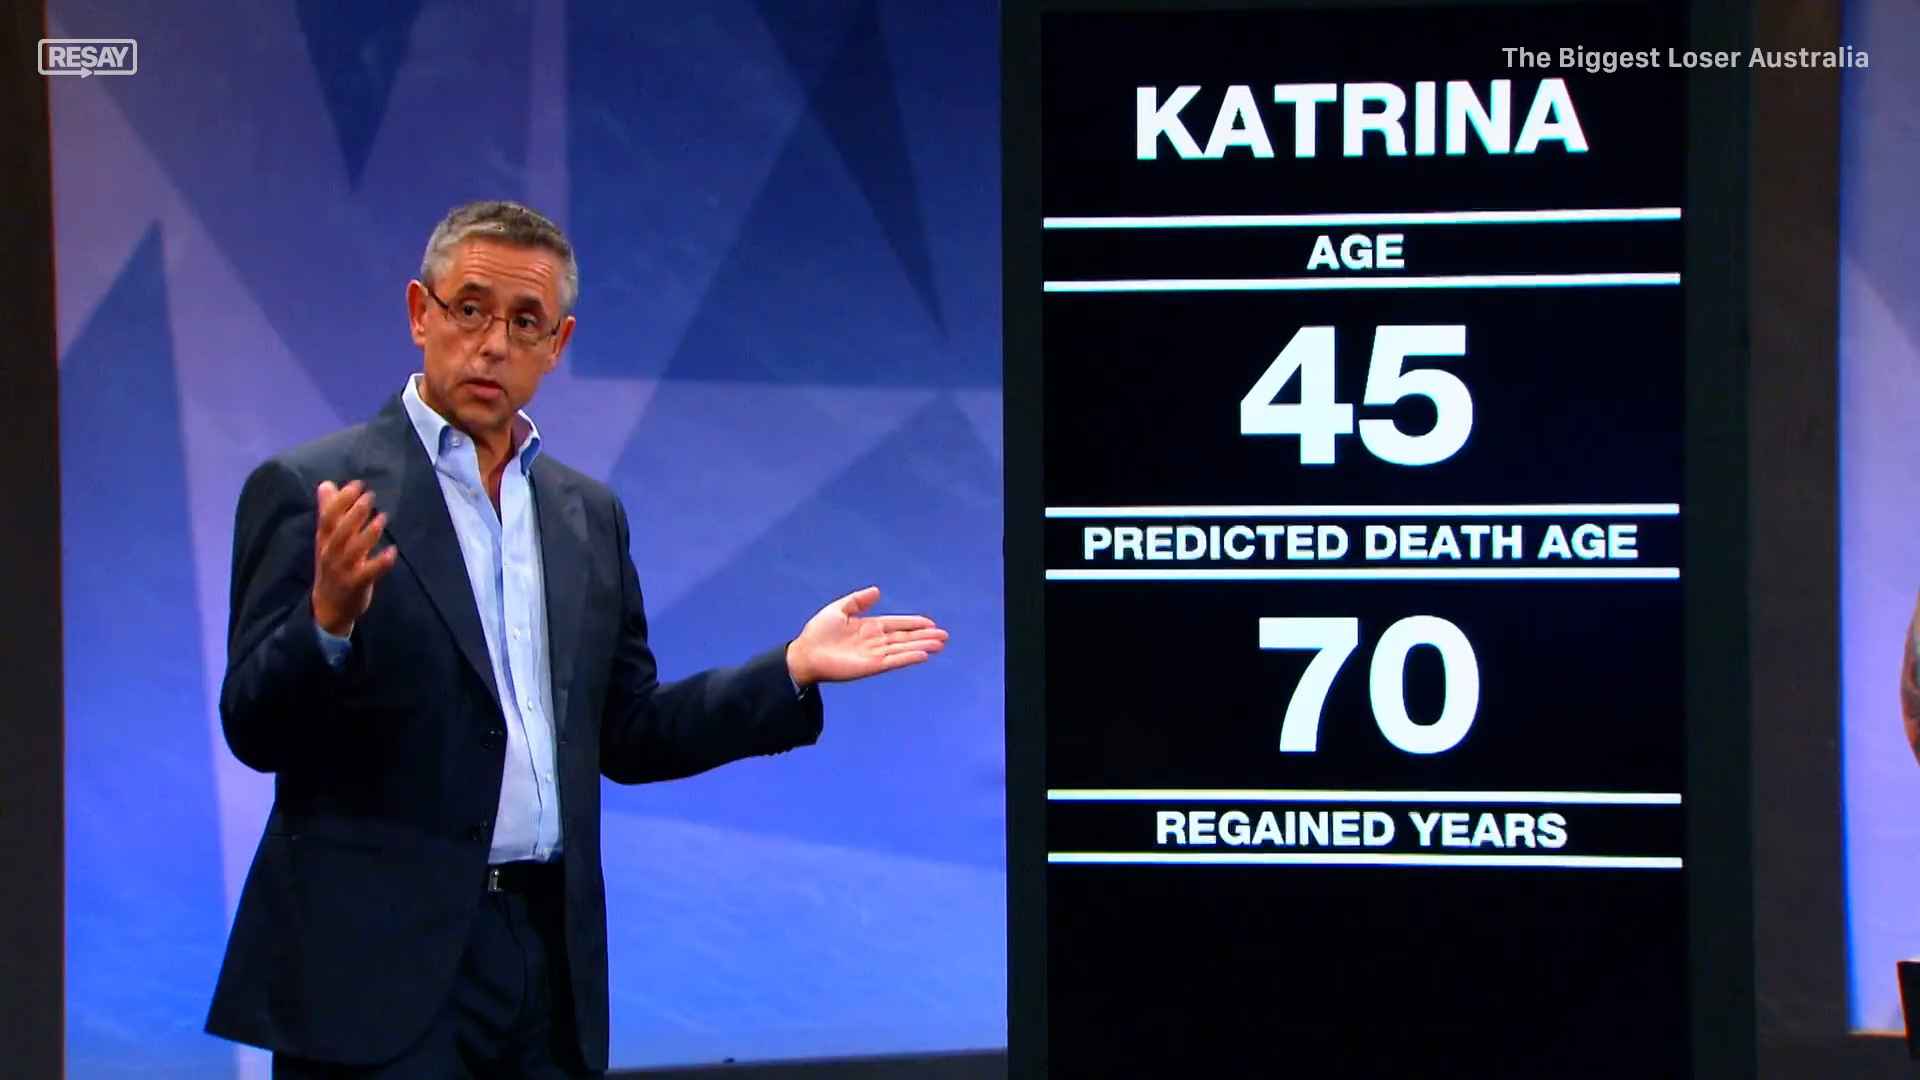 RESAY
The Biggest Loser Australia
KATRINA
AGE
45
PREDICTED DEATH AGE
70
REGAINED YEARS